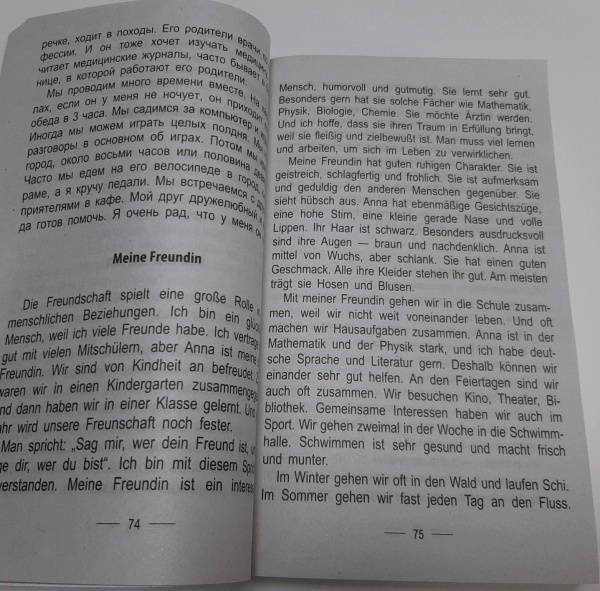 речке, ходит в походы. Его родители врачи
фессии. И он тоже хочет изучать
читает медицинские журналы, часто бывает
нице, в которой работают его родители.
Мы проводим много времени вместе. На
лах, если он у меня не ночует, он приходит
обеда в 3 часа. Мы садимся за компьютер и
Иногда мы можем играть целых полдня. Мы
разговоры в основном об играх. Потом мы
город, около восьми часов или половина
Часто мы едем на его велосипеде в город,
раме, а я кручу педали. Мы встречаемся с
приятелями в кафе. Мой друг дружелюбный и
да готов помочь. Я очень рад, что у меня
Meine Freundin
Die Freundschaft spielt eine große Rolle
menschlichen Beziehungen. Ich bin ein
Mensch, weil ich viele Freunde habe. Ich
gut mit vielen Mitschülern, aber Anna ist meine
Freundin. Wir sind von Kindheit an befreundet.
waren wir in einen Kindergarten
nd dann haben wir in einer Klasse gelernt. Und
ahr wird unsere Freunschaft noch fester.
Man spricht: „Sag mir, wer dein Freund ist,
ge dir, wer du bist“. Ich bin mit diesem
verstanden. Meine Freundin ist ein
— 74 —
Mensch, humorvoll und gutmutig. Sie lernt sehr gut.
Besonders gern hat sie solche Fächer wie Mathematik,
Physik, Biologie, Chemie. Sie möchte Ärztin werden.
Und ich hoffe, dass sie ihren Traum in Erfüllung bringt,
weil sie fleißig und zielbewußt ist. Man muss viel lernen
und arbeiten, um sich im Leben zu verwirklichen.
Meine Freundin hat guten ruhigen Charakter. Sie ist
geistreich, schlagfertig und frohlich. Sie ist aufmerksam
und geduldig den anderen Menschen gegenüber. Sie
sieht hübsch aus. Anna hat ebenmäßige Gesichtszüge,
eine hohe Stirn, eine kleine gerade Nase und volle
Lippen. Ihr Haar ist schwarz. Besonders ausdrucksvoll
sind ihre Augen — braun und nachdenklich. Anna ist
mittel von Wuchs, aber schlank. Sie hat einen guten
Geschmack. Alle ihre Kleider stehen ihr gut. Am meisten
trägt sie Hosen und Blusen.
Mit meiner Freundin gehen wir in die Schule zusam-
men, weil wir nicht weit voneinander leben. Und oft
machen wir Hausaufgaben zusammen. Anna ist in der
Mathematik und der Physik stark, und ich habe deut-
sche Sprache und Literatur gern. Deshalb können wir
einander sehr gut helfen. An den Feiertagen sind wir
auch oft zusammen. Wir besuchen Kino, Theater, Bi-
bliothek. Gemeinsame Interessen haben wir auch im
Sport. Wir gehen zweimal in der Woche in die Schwimm-
halle. Schwimmen ist sehr gesund und macht frisch
und munter.
Im Winter gehen wir oft in den Wald und laufen Schi.
Im Sommer gehen wir fast jeden Tag an den Fluss.
— 75 —